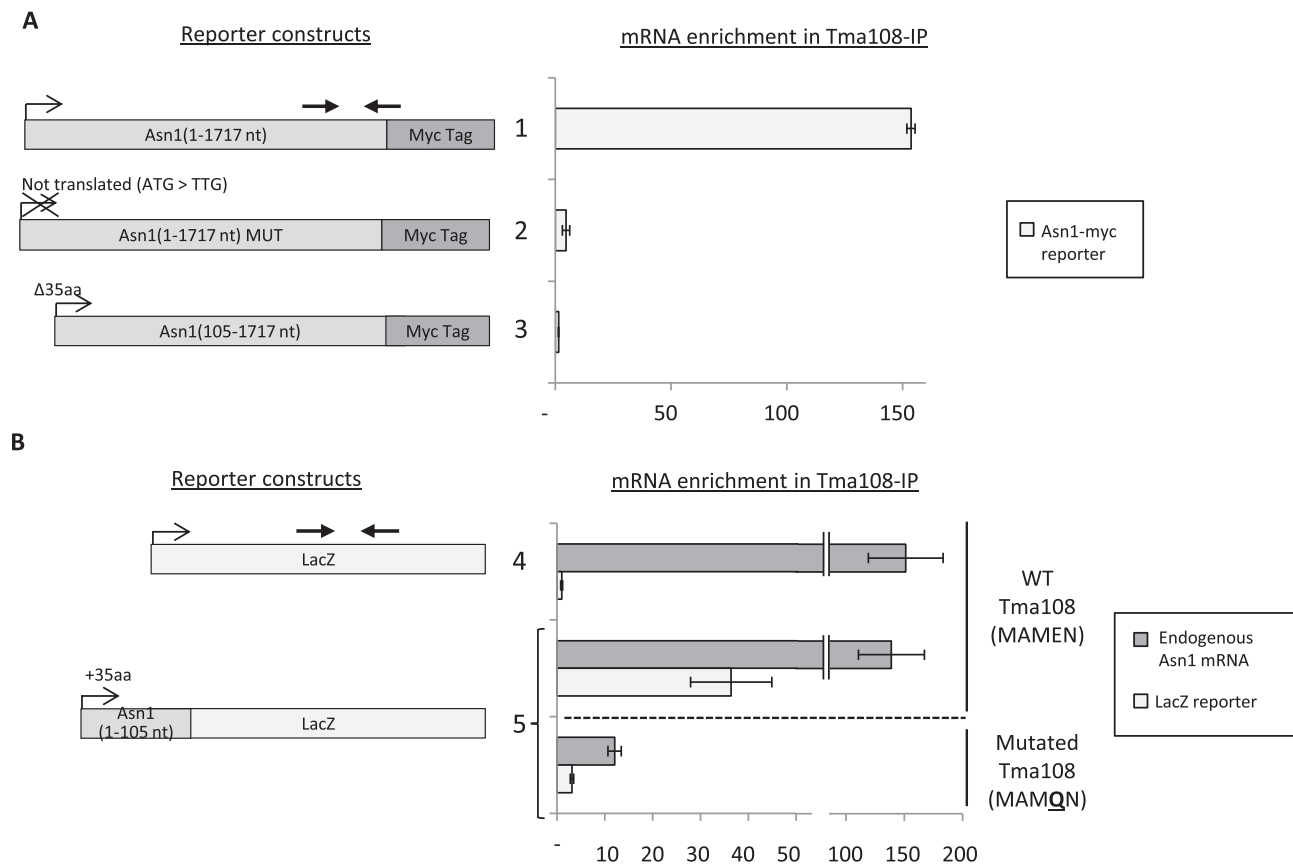 A
Reporter constructs
mRNA enrichment in Tma108-IP
Asn1(1-1717 nt)
Myc Tag
1
Not translated (ATG > TTG)
Asn1(1-1717 nt) MUT
Myc Tag
2
Asn1-myc
reporter
Δ35aa
Asn1(105-1717 nt)
Myc Tag
3
- 50 100 150
B
Reporter constructs
mRNA enrichment in Tma108-IP
LacZ
4
WT
Tma108
(MAMEN)
+35aa
Asn1
(1-105 nt)
LacZ
5
Endogenous
Asn1 mRNA
LacZ reporter
Mutated
Tma108
(MAMQN)
- 10 20 30 40 50 100 150 200